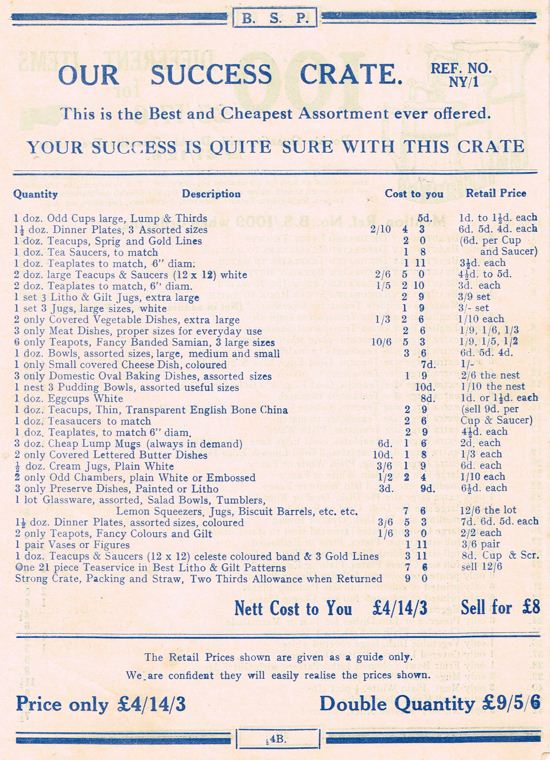 B. S. P.
OUR SUCCESS CRATE. REF. NO. NY/1
This is the Best and Cheapest Assortment ever offered.
YOUR SUCCESS IS QUITE SURE WITH THIS CRATE
Quantity Description Cost to you Retail Price
1 doz. Odd Cups large, Lump & Thirds 5d. 1d. to 1½d. each
1½ doz. Dinner Plates, 3 Assorted sizes 2/10 4 3 6d. 5d. 4d. each
1 doz. Teacups, Sprig and Gold Lines 2 0 (6d. per Cup
1 doz. Tea Saucers, to match 1 8 and Saucer)
1 doz. Teaplates to match, 6" diam. 1 11 3½d. each
2 doz. large Teacups & Saucers (12 x 12) white 2/6 5 0 4½d. to 5d.
2 doz. Teaplates to match, 6" diam. 1/5 2 10 3d. each
1 set 3 Litho & Gilt Jugs, extra large 2 9 3/9 set
1 set 3 Jugs, large sizes, white 1 9 3/- set
2 only Covered Vegetable Dishes, extra large 1/3 2 6 1/10 each
3 only Meat Dishes, proper sizes for everyday use 2 6 1/9, 1/6, 1/3
6 only Teapots, Fancy Banded Samian, 3 large sizes 10/6 5 3 1/9, 1/5, 1/2
1 doz. Bowls, assorted sizes, large, medium and small 3 6 6d. 5d. 4d.
1 only Small covered Cheese Dish, coloured 7d. 1/-
3 only Domestic Oval Baking Dishes, assorted sizes 1 9 2/6 the nest
1 nest 3 Pudding Bowls, assorted useful sizes 10d. 1/10 the nest
1 doz. Eggcups White 8d. 1d. or 1½d. each
1 doz. Teacups, Thin, Transparent English Bone China 2 9 (sell 9d. per
1 doz. Teasaucers to match 2 6 Cup & Saucer)
1 doz. Teaplates, to match 6" diam. 2 9 4½d. each
3 doz. Cheap Lump Mugs (always in demand) 6d. 1 6 2d. each
2 only Covered Lettered Butter Dishes 10d. 1 8 1/3 each
½ doz. Cream Jugs, Plain White 3/6 1 9 6d. each
2 only Odd Chambers, plain White or Embossed 1/2 2 4 1/10 each
3 only Preserve Dishes, Painted or Litho 3d. 9d. 6½d. each
1 lot Glassware, assorted, Salad Bowls, Tumblers,
Lemon Squeezers, Jugs, Biscuit Barrels, etc. etc. 7 6 12/6 the lot
1½ doz. Dinner Plates, assorted sizes, coloured 3/6 5 3 7d. 6d. 5d. each
2 only Teapots, Fancy Colours and Gilt 1/6 3 0 2/2 each
1 pair Vases or Figures 1 11 3/6 pair
1 doz. Teacups & Saucers (12 x 12) celeste coloured band & 3 Gold Lines 3 11 8d. Cup & Scr.
One 21 piece Teaservice in Best Litho & Gilt Patterns 7 6 sell 12/6
Strong Crate, Packing and Straw, Two Thirds Allowance when Returned 9 0
Nett Cost to You £4/14/3 Sell for £8
The Retail Prices shown are given as a guide only.
We are confident they will easily realise the prices shown.
Price only £4/14/3 Double Quantity £9/5/6
4B.